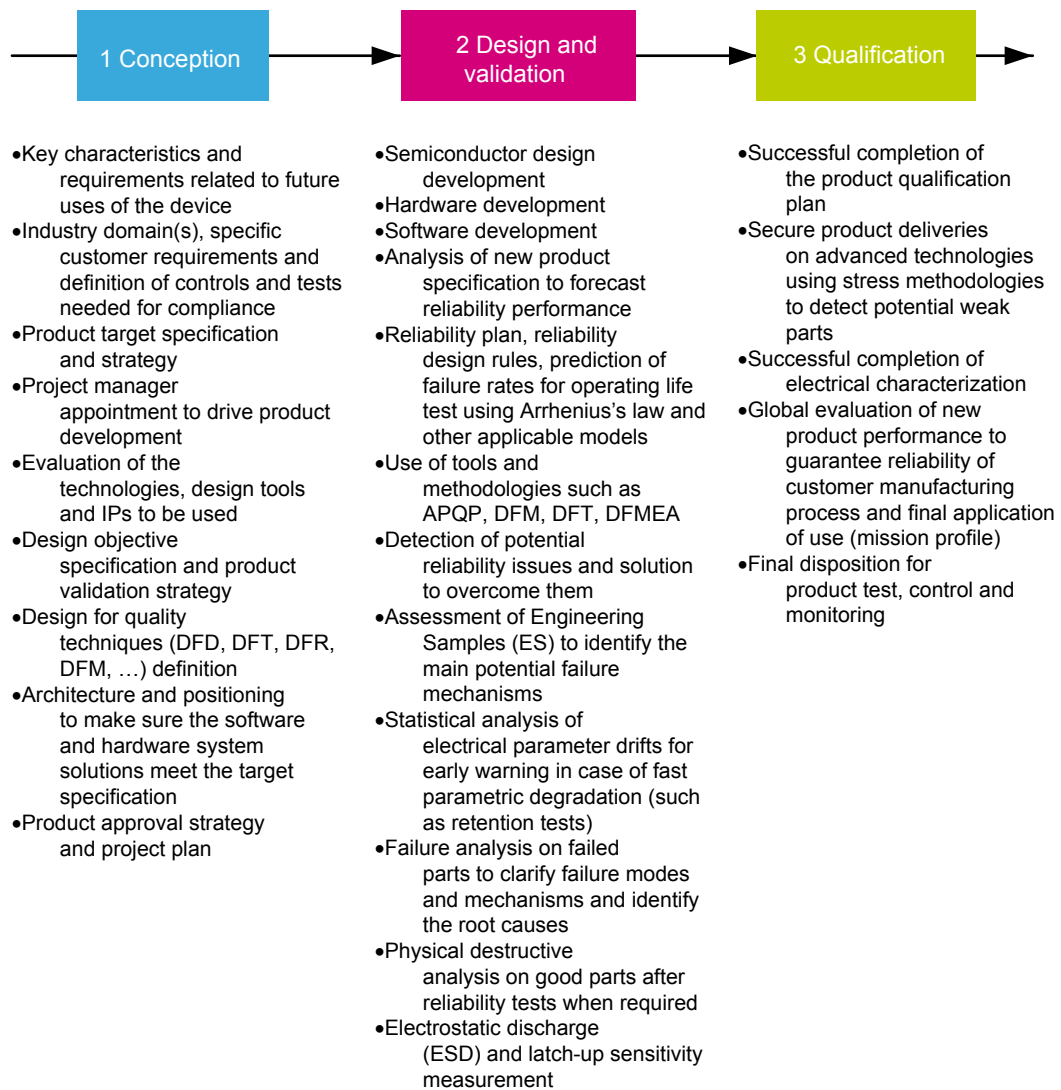 1 Conception
2 Design and
validation
3 Qualification
•Key characteristics and
requirements related to future
uses of the device
•Industry domain(s), specific
customer requirements and
definition of controls and tests
needed for compliance
•Product target specification
and strategy
•Project manager
appointment to drive product
development
•Evaluation of the
technologies, design tools
and IPs to be used
•Design objective
specification and product
validation strategy
•Design for quality
techniques (DFD, DFT, DFR,
DFM, …) definition
•Architecture and positioning
to make sure the software
and hardware system
solutions meet the target
specification
•Product approval strategy
and project plan
•Semiconductor design
development
•Hardware development
•Software development
•Analysis of new product
specification to forecast
reliability performance
•Reliability plan, reliability
design rules, prediction of
failure rates for operating life
test using Arrhenius’s law and
other applicable models
•Use of tools and
methodologies such as
APQP, DFM, DFT, DFMEA
•Detection of potential
reliability issues and solution
to overcome them
•Assessment of Engineering
Samples (ES) to identify the
main potential failure
mechanisms
•Statistical analysis of
electrical parameter drifts for
early warning in case of fast
parametric degradation (such
as retention tests)
•Failure analysis on failed
parts to clarify failure modes
and mechanisms and identify
the root causes
•Physical destructive
analysis on good parts after
reliability tests when required
•Electrostatic discharge
(ESD) and latch-up sensitivity
measurement
•Successful completion of
the product qualification
plan
•Secure product deliveries
on advanced technologies
using stress methodologies
to detect potential weak
parts
•Successful completion of
electrical characterization
•Global evaluation of new
product performance to
guarantee reliability of
customer manufacturing
process and final application
of use (mission profile)
•Final disposition for
product test, control and
monitoring